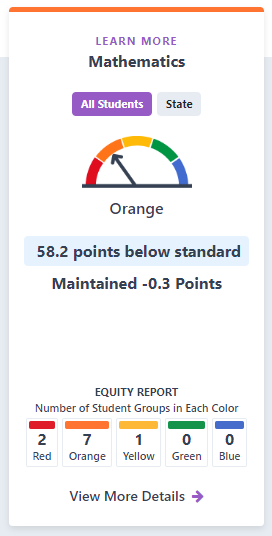 LEARN MORE
Mathematics
All Students State
Orange
58.2 points below standard
Maintained -0.3 Points
EQUITY REPORT
Number of Student Groups in Each Color
2 7 1 0 0
Red Orange Yellow Green Blue
View More Details